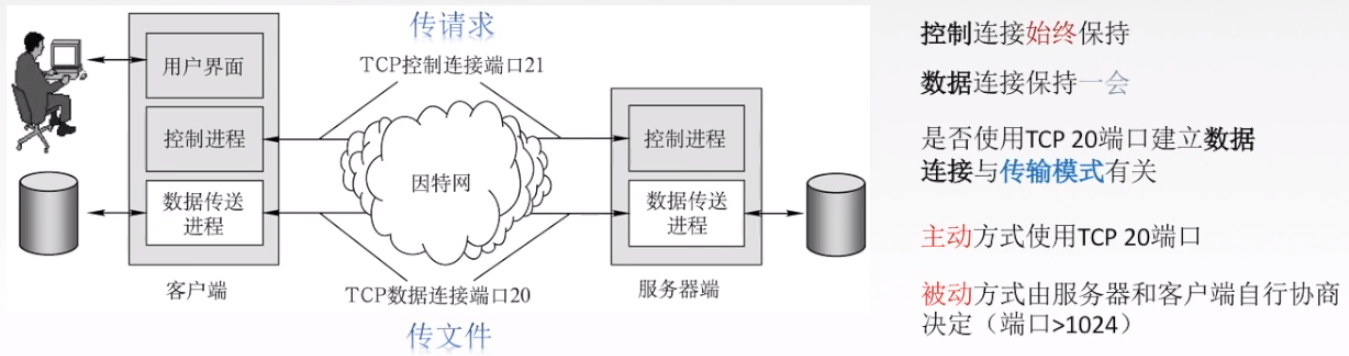 传请求
TCP控制连接端口21
用户界面
控制进程
控制进程
因特网
数据传送
进程
数据传送
进程
客户端
TCP数据连接端口20
服务器端
传文件
控制连接始终保持
数据连接保持一会
是否使用TCP 20端口建立数据
连接与传输模式有关
主动方式使用TCP 20端口
被动方式由服务器和客户端自行协商
决定（端口>1024）